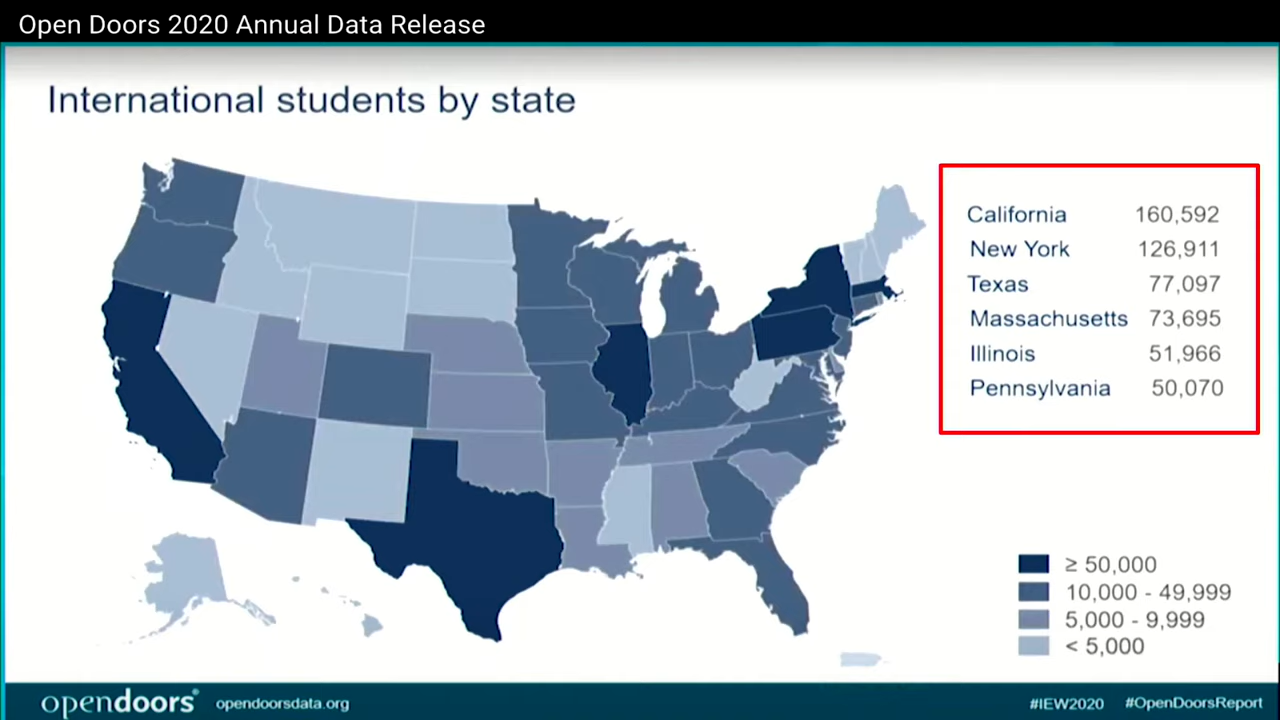 Open Doors 2020 Annual Data Release
International students by state
California 160,592
New York 126,911
Texas 77,097
Massachusetts 73,695
Illinois 51,966
Pennsylvania 50,070
≥ 50,000
10,000 - 49,999
5,000 - 9,999
< 5,000
opendoors® opendoorsdata.org #IEW2020 #OpenDoorsReport